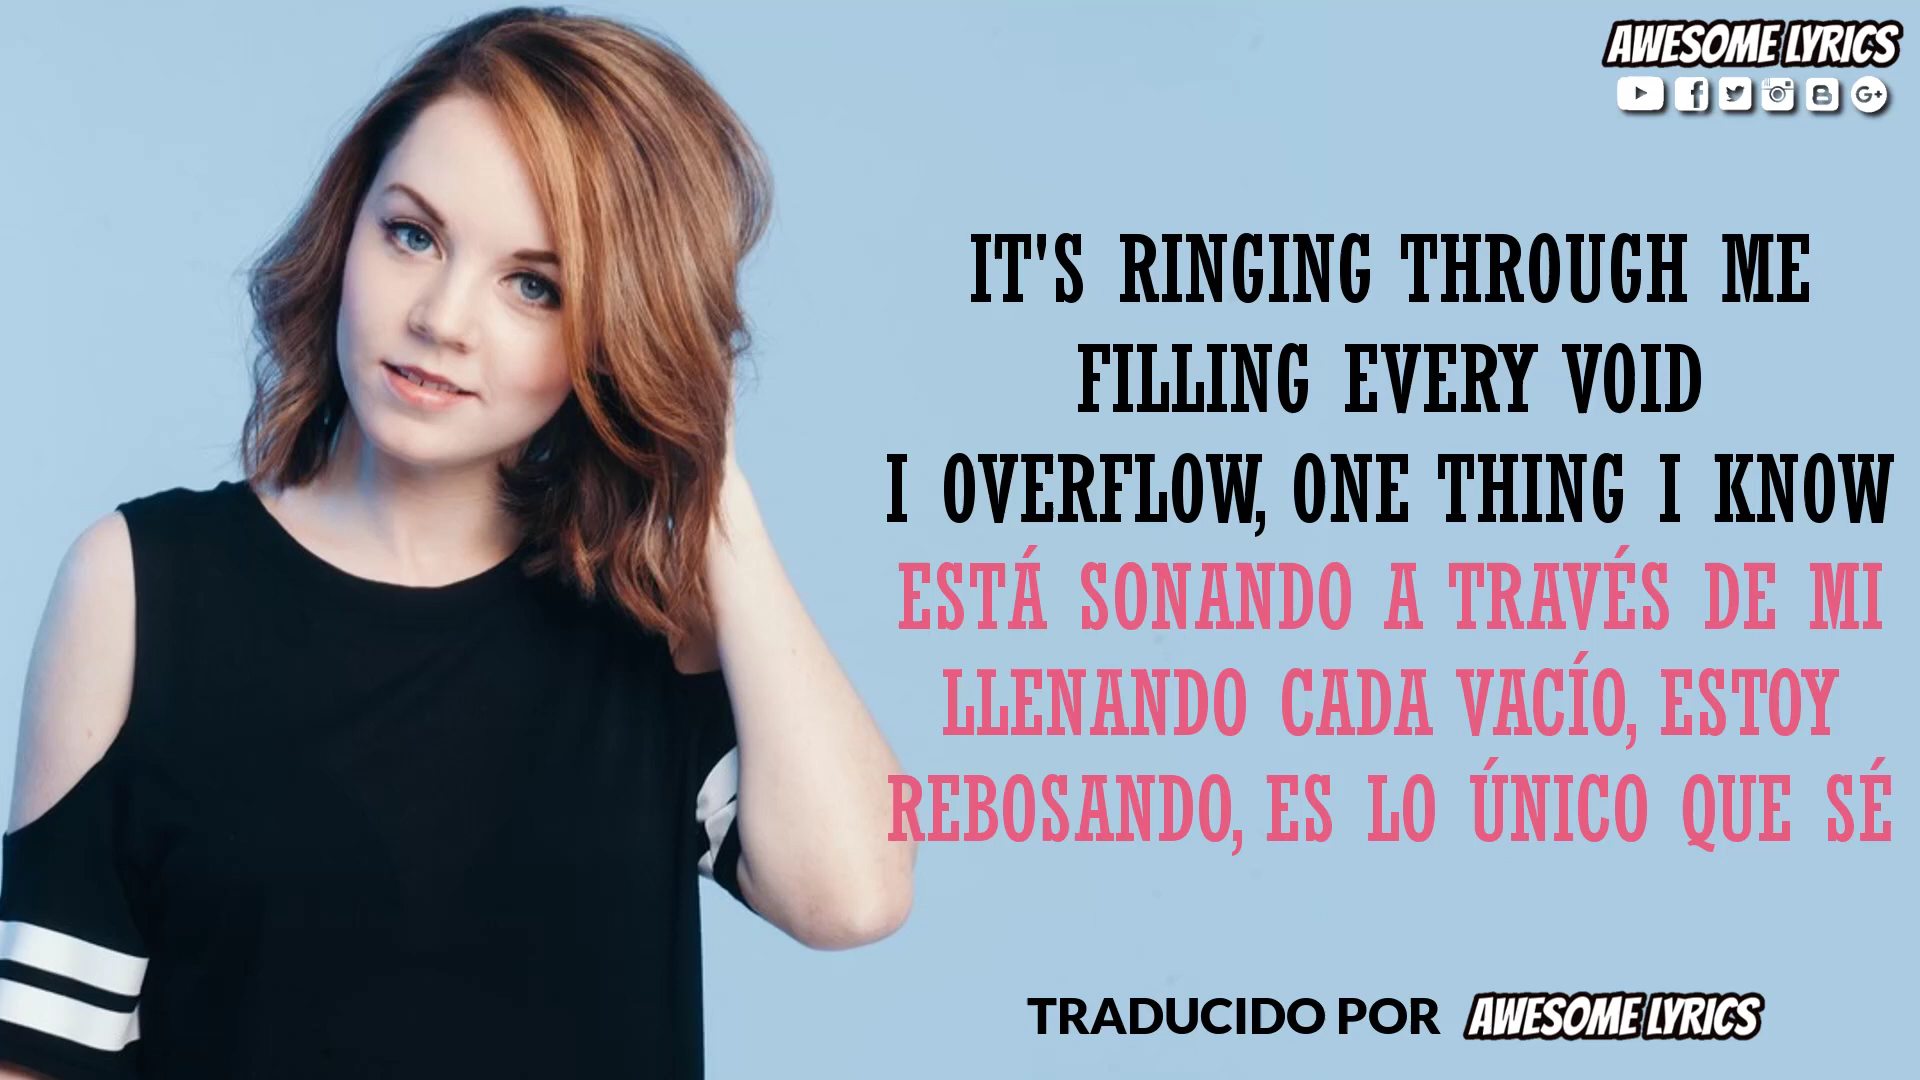 AWESOME LYRICS
IT'S RINGING THROUGH ME
FILLING EVERY VOID
I OVERFLOW, ONE THING I KNOW
ESTÁ SONANDO A TRAVÉS DE MI
LLENANDO CADA VACÍO, ESTOY
REBOSANDO, ES LO ÚNICO QUE SÉ
TRADUCIDO POR AWESOME LYRICS